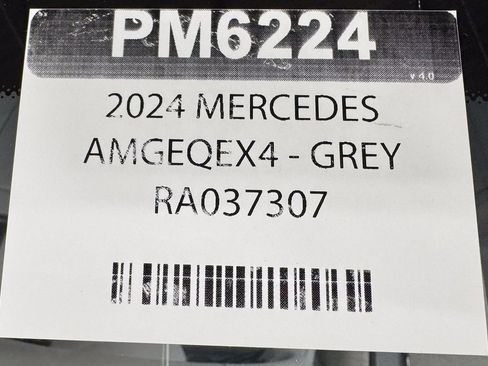 PM6224
v 4.0
2024 MERCEDES
AMGEQEX4 - GREY
RA037307